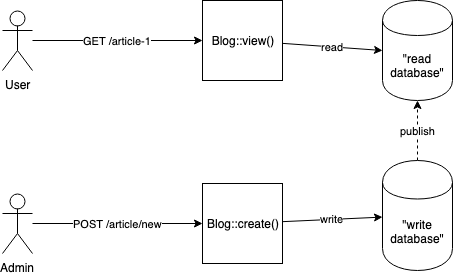 GET /article-1
Blog::view()
read
"read
database"
User
publish
POST /article/new
Blog::create()
write
"write
database"
Admin